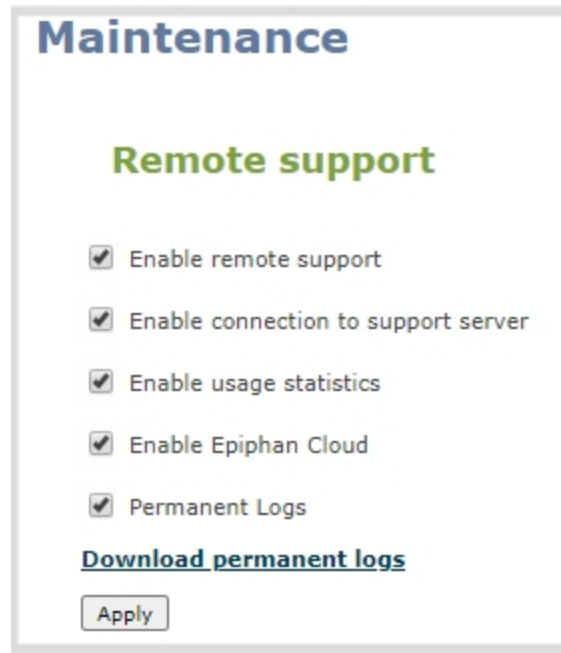 Maintenance
Remote support
Enable remote support
Enable connection to support server
Enable usage statistics
Enable Epiphan Cloud
Permanent Logs
Download permanent logs
Apply